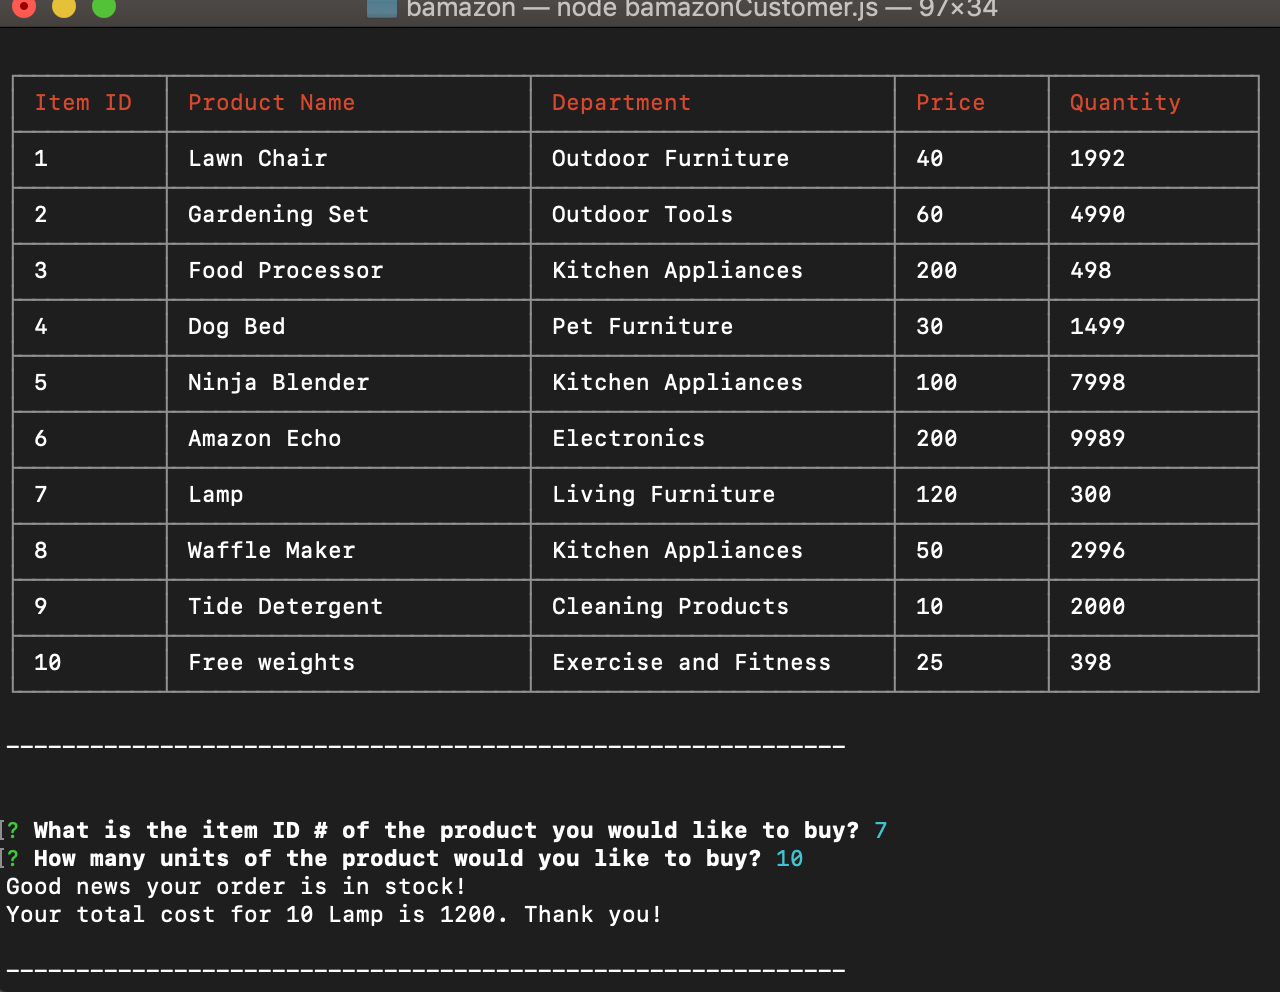 bamazon — node bamazonCustomer.js — 97×34
Item ID Product Name Department Price Quantity
1 Lawn Chair Outdoor Furniture 40 1992
2 Gardening Set Outdoor Tools 60 4990
3 Food Processor Kitchen Appliances 200 498
4 Dog Bed Pet Furniture 30 1499
5 Ninja Blender Kitchen Appliances 100 7998
6 Amazon Echo Electronics 200 9989
7 Lamp Living Furniture 120 300
8 Waffle Maker Kitchen Appliances 50 2996
9 Tide Detergent Cleaning Products 10 2000
10 Free weights Exercise and Fitness 25 398
------------------------------------------------------------
? What is the item ID # of the product you would like to buy? 7
? How many units of the product would you like to buy? 10
Good news your order is in stock!
Your total cost for 10 Lamp is 1200. Thank you!
------------------------------------------------------------